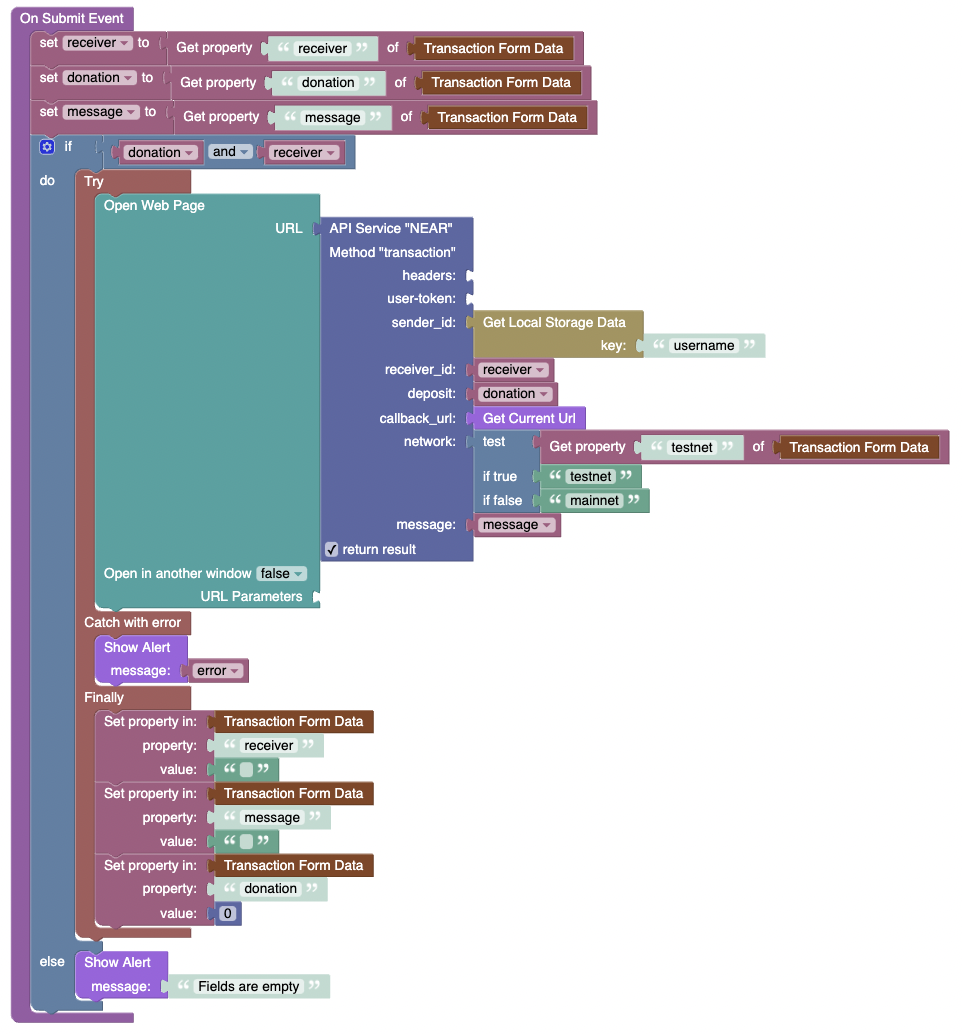 On Submit Event
set receiver to Get property “ receiver ” of Transaction Form Data
set donation to Get property “ donation ” of Transaction Form Data
set message to Get property “ message ” of Transaction Form Data
if donation and receiver
do Try
Open Web Page
URL API Service "NEAR"
Method "transaction"
headers:
user-token:
sender_id: Get Local Storage Data
key: “ username ”
receiver_id: receiver
deposit: donation
callback_url: Get Current Url
network: test Get property “ testnet ” of Transaction Form Data
if true “ testnet ”
if false “ mainnet ”
message: message
return result
Open in another window false
URL Parameters
Catch with error
Show Alert
message: error
Finally
Set property in: Transaction Form Data
property: “ receiver ”
value: “ ”
Set property in: Transaction Form Data
property: “ message ”
value: “ ”
Set property in: Transaction Form Data
property: “ donation ”
value: 0
else Show Alert
message: “ Fields are empty ”